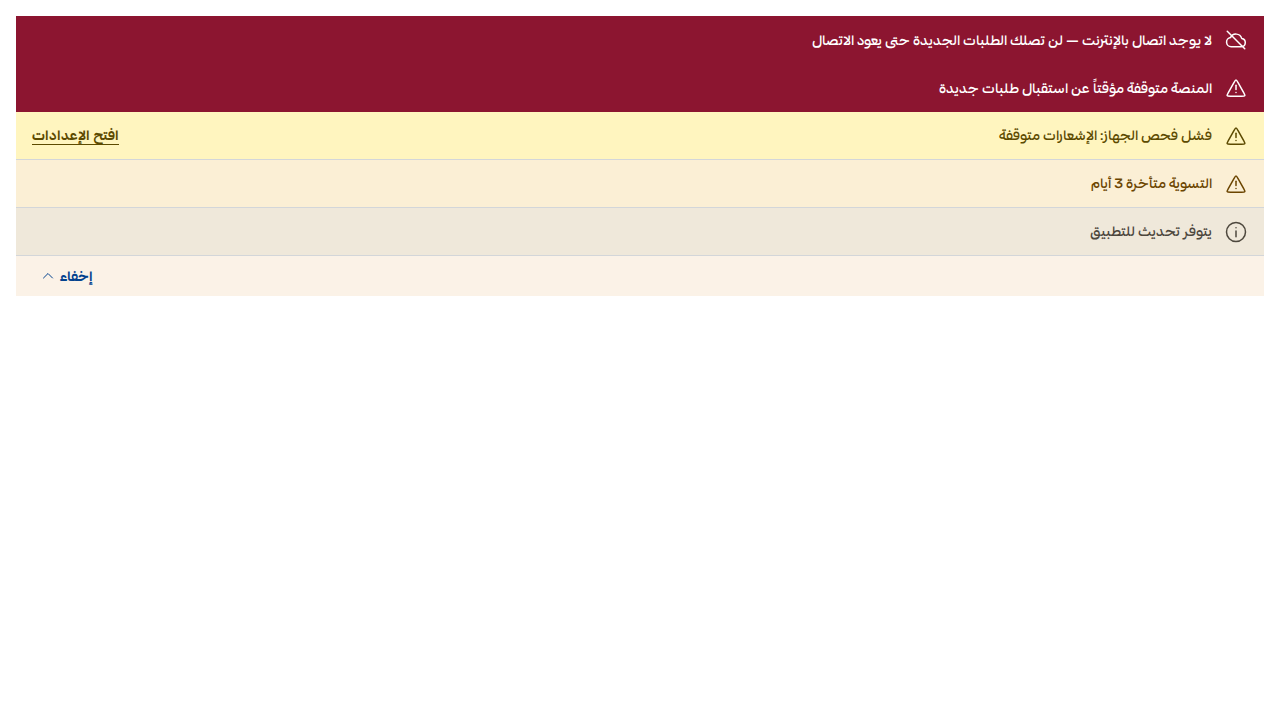 لا يوجد اتصال بالإنترنت — لن تصلك الطلبات الجديدة حتى يعود الاتصال
المنصة متوقفة مؤقتاً عن استقبال طلبات جديدة
فشل فحص الجهاز: الإشعارات متوقفة افتح الإعدادات
التسوية متأخرة 3 أيام
يتوفر تحديث للتطبيق
إخفاء